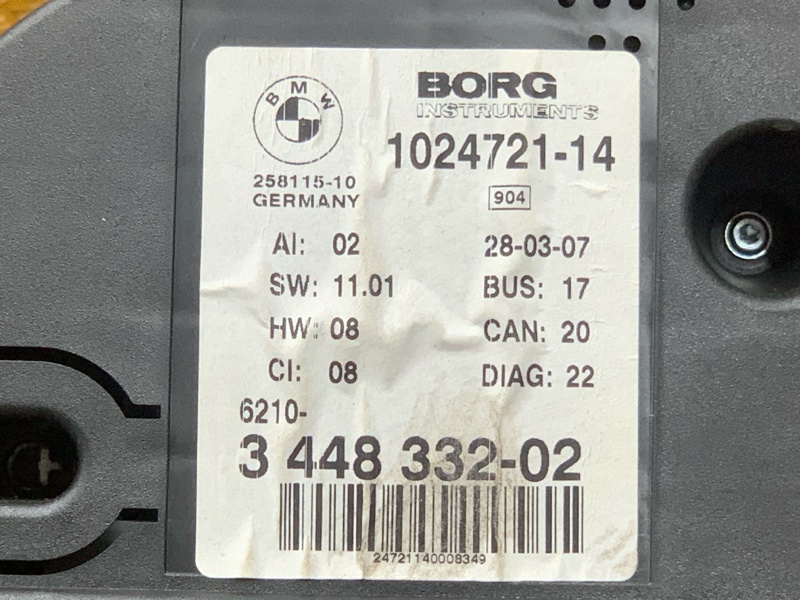 BMW
BORG
INSTRUMENTS
1024721-14
258115-10
GERMANY
904
AI: 02 28-03-07
SW: 11.01 BUS: 17
HW: 08 CAN: 20
CI: 08 DIAG: 22
6210-
3 448 332-02
24721140008349